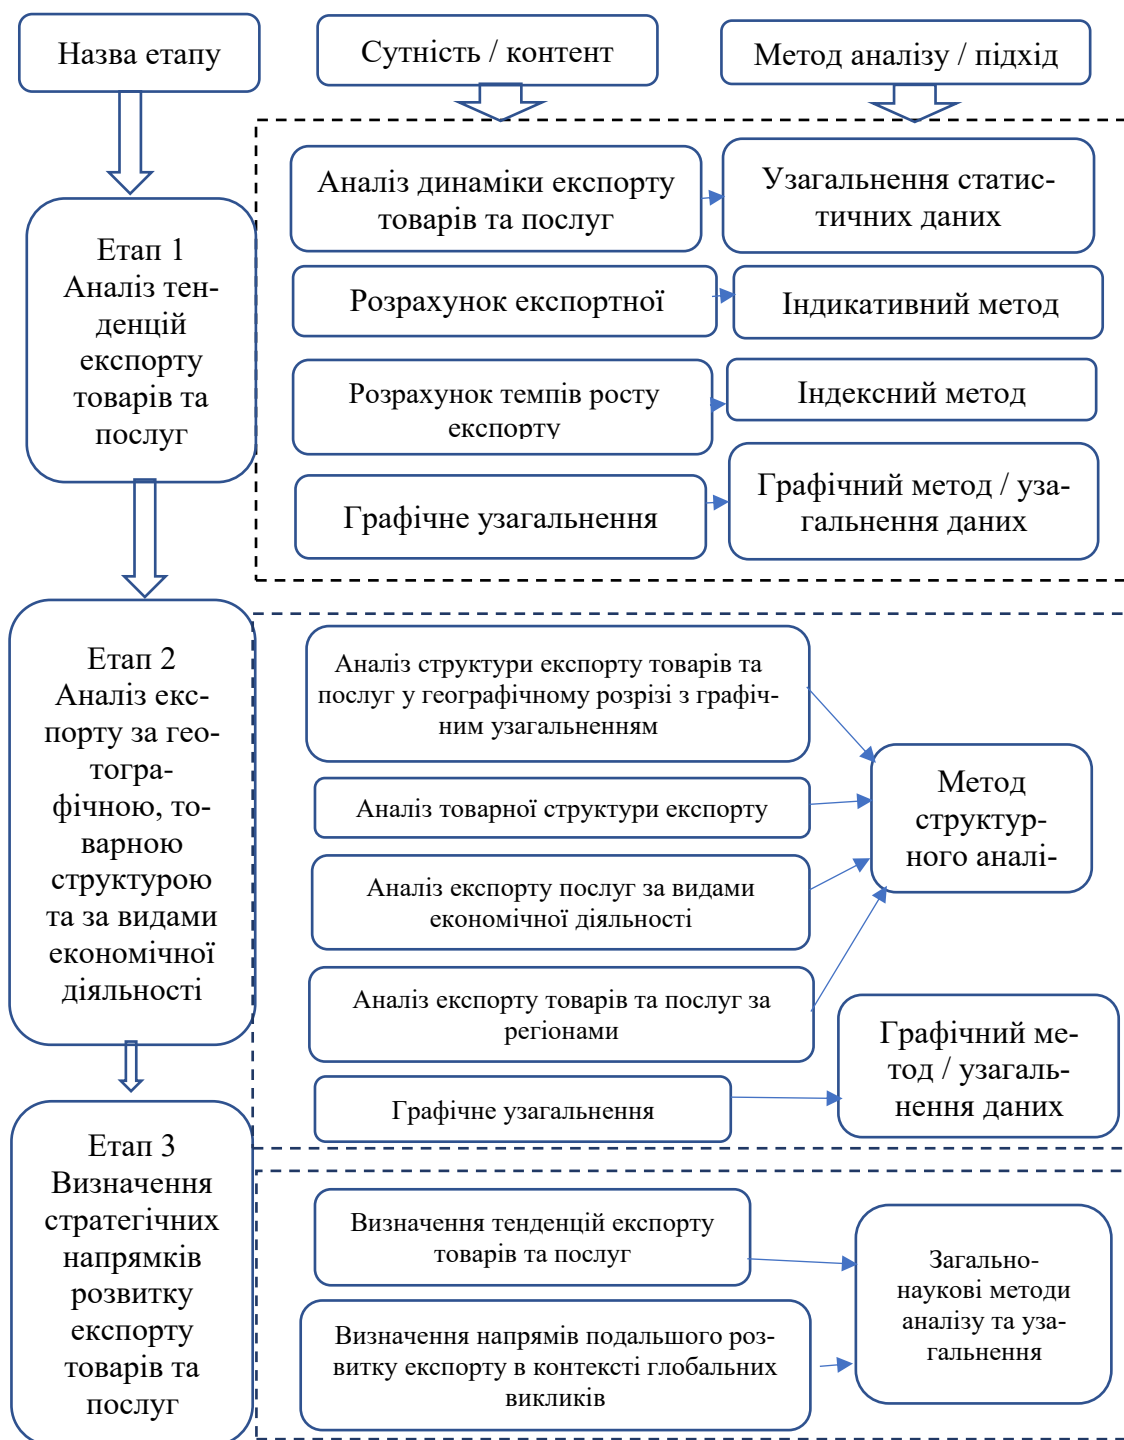 Назва етапу
Сутність / контент
Метод аналізу / підхід
Етап 1
Аналіз тен-
денцій
експорту
товарів та
послуг
Аналіз динаміки експорту
товарів та послуг
Узагальнення статис-
тичних даних
Розрахунок експортної
Індикативний метод
Розрахунок темпів росту
експорту
Індексний метод
Графічне узагальнення
Графічний метод / уза-
гальнення даних
Етап 2
Аналіз екс-
порту за гео-
тогра-
фічною, то-
варною
структурою
та за видами
економічної
діяльності
Аналіз структури експорту товарів та
послуг у географічному розрізі з графіч-
ним узагальненням
Аналіз товарної структури експорту
Аналіз експорту послуг за видами
економічної діяльності
Аналіз експорту товарів та послуг за
регіонами
Графічне узагальнення
Метод
структур-
ного аналі-
Графічний ме-
тод / узагаль-
нення даних
Етап 3
Визначення
стратегічних
напрямків
розвитку
експорту
товарів та
послуг
Визначення тенденцій експорту
товарів та послуг
Визначення напрямів подальшого роз-
витку експорту в контексті глобальних
викликів
Загально-
наукові методи
аналізу та уза-
гальнення